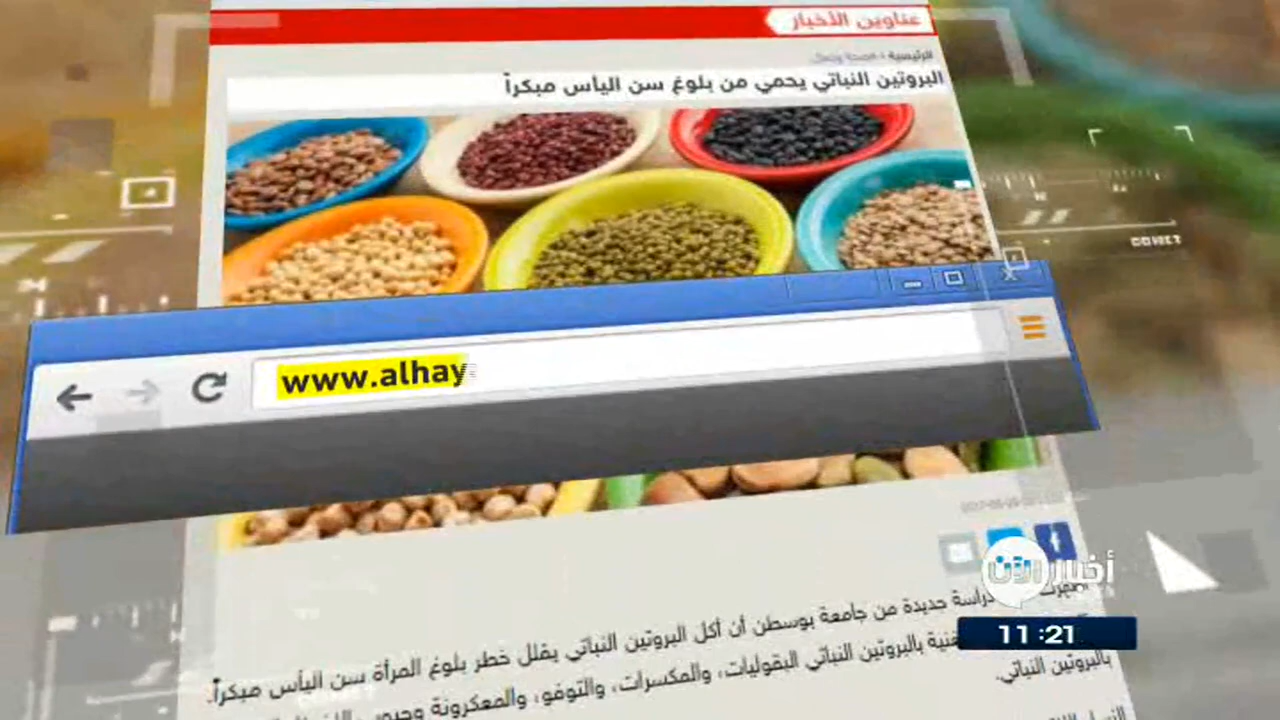 عناوين الأخبار
الرئيسية
البروتين النباتي يحمي من بلوغ سن اليأس مبكراً
www.alhay
أخبار الآن
11:21
دراسة جديدة من جامعة بوسطن أن أكل البروتين النباتي يقلل خطر بلوغ المرأة سن اليأس مبكراً.
بالبروتين النباتي البقوليات، والمكسرات، والتوفو، والمعكرونة
بالبروتين النباتي.